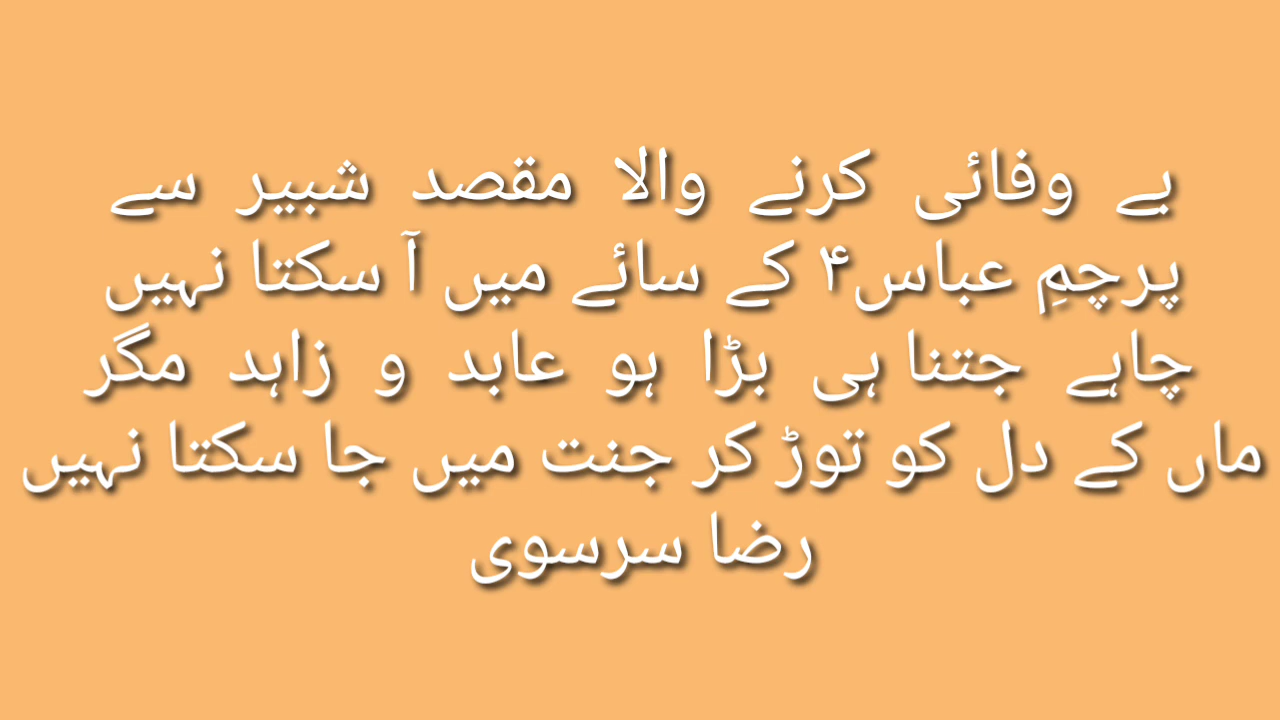 بے وفائی کرنے والا مقصد شبیر سے
پرچمِ عباس۴ کے سائے میں آ سکتا نہیں
چاہے جتنا ہی بڑا ہو عابد و زاہد مگر
ماں کے دل کو توڑ کر جنت میں جا سکتا نہیں
رضا سرسوی